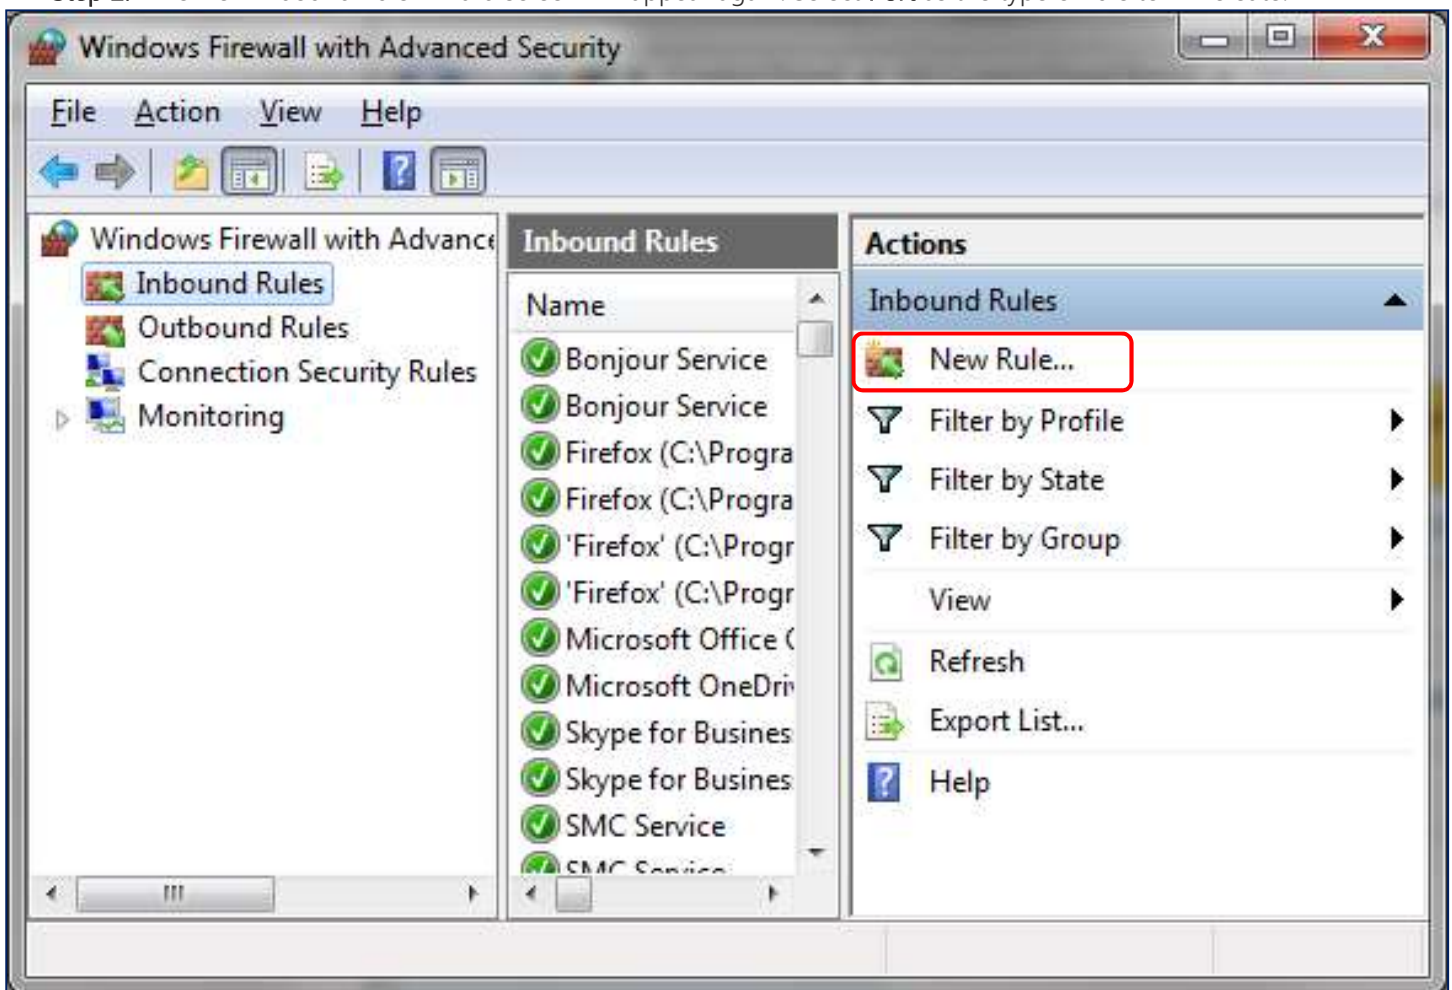 Windows Firewall with Advanced Security
File Action View Help
Windows Firewall with Advance
Inbound Rules
Outbound Rules
Connection Security Rules
Monitoring
Inbound Rules
Name
Bonjour Service
Bonjour Service
Firefox (C:\Progra
Firefox (C:\Progra
'Firefox' (C:\Progr
'Firefox' (C:\Progr
Microsoft Office
Microsoft OneDri
Skype for Busines
Skype for Busines
SMC Service
SMC Service
Actions
Inbound Rules
New Rule...
Filter by Profile
Filter by State
Filter by Group
View
Refresh
Export List...
Help